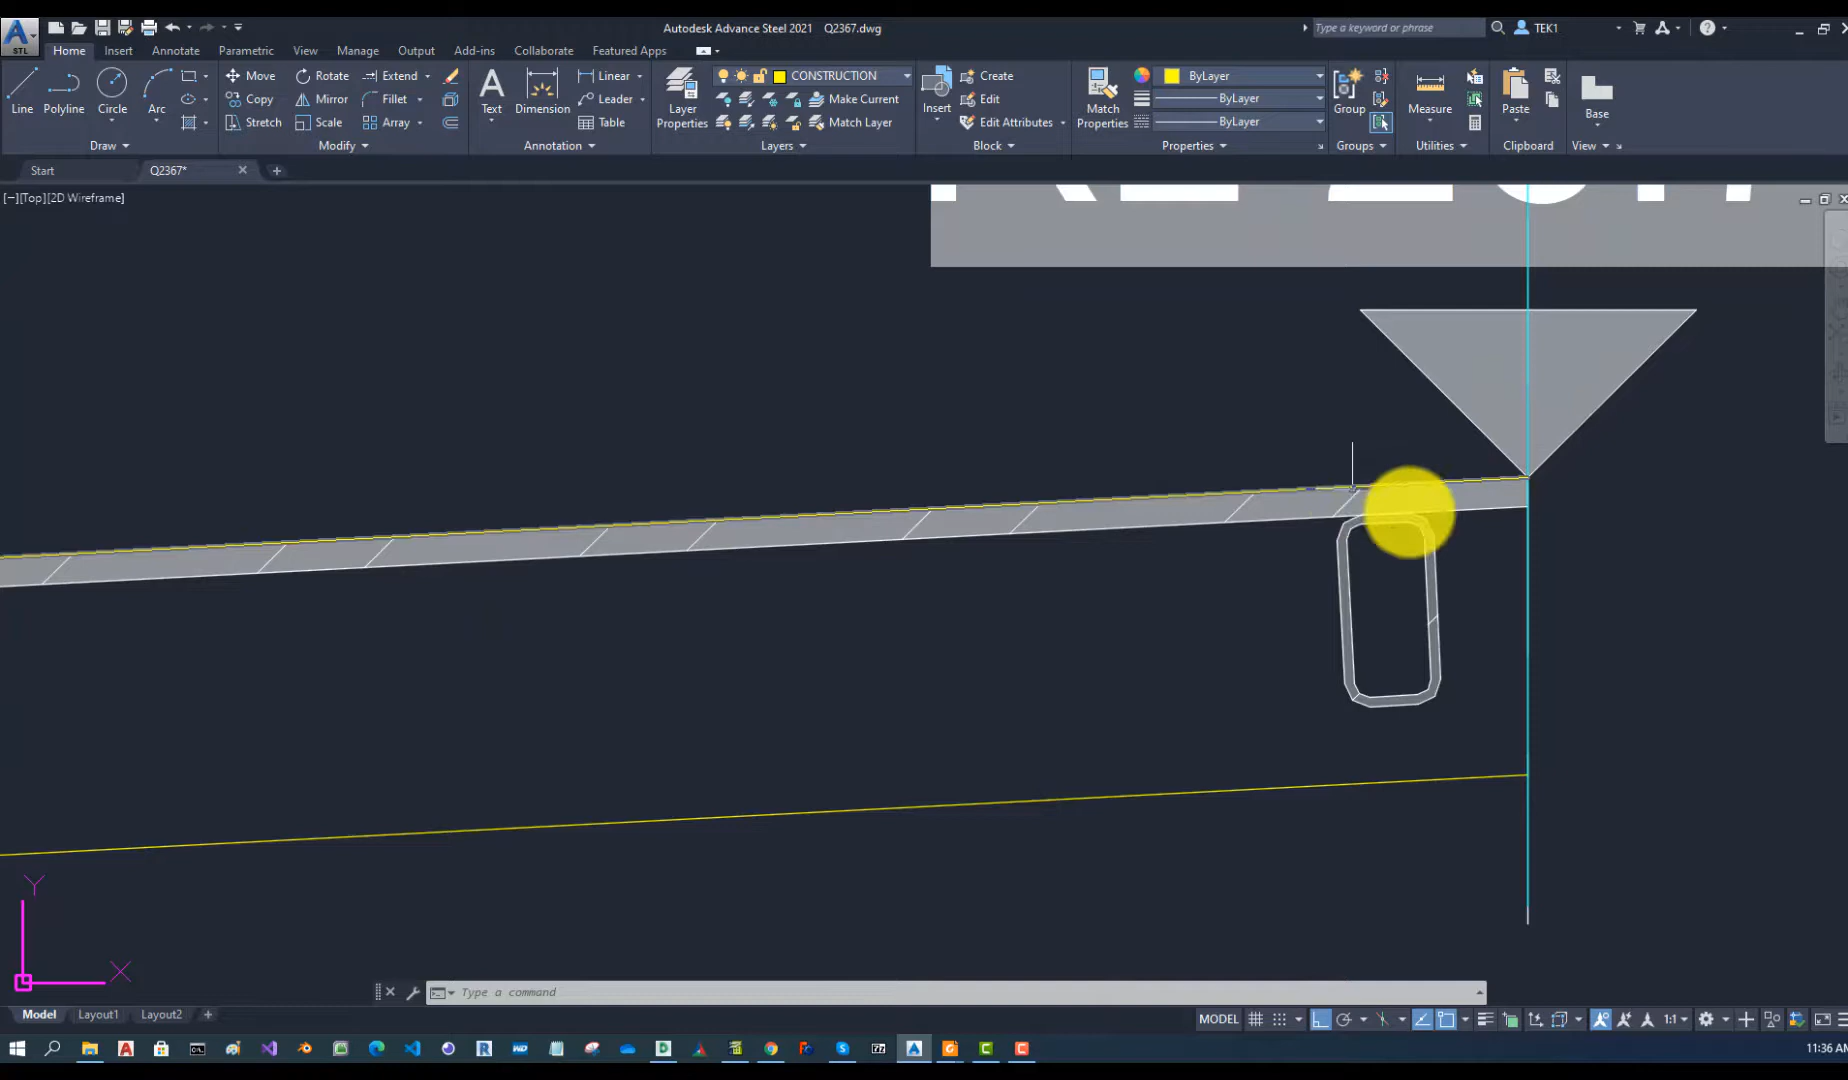 Autodesk Advance Steel 2021 Q2367.dwg
Type a keyword or phrase
TEK1
STL
Home Insert Annotate Parametric View Manage Output Add-ins Collaborate Featured Apps
Line Polyline Circle Arc
Move Rotate Extend
Copy Mirror Fillet
Stretch Scale Array
Text Dimension
Linear
Leader
Table
Layer Properties
CONSTRUCTION
Make Current
Match Layer
Insert
Create
Edit
Edit Attributes
Match Properties
ByLayer
ByLayer
ByLayer
Group
Measure
Paste
Base
Draw Modify Annotation Layers Block Properties Groups Utilities Clipboard View
Start Q2367*
[−][Top][2D Wireframe]
Y
X
Type a command
Model Layout1 Layout2
MODEL
1:1
11:36 AM